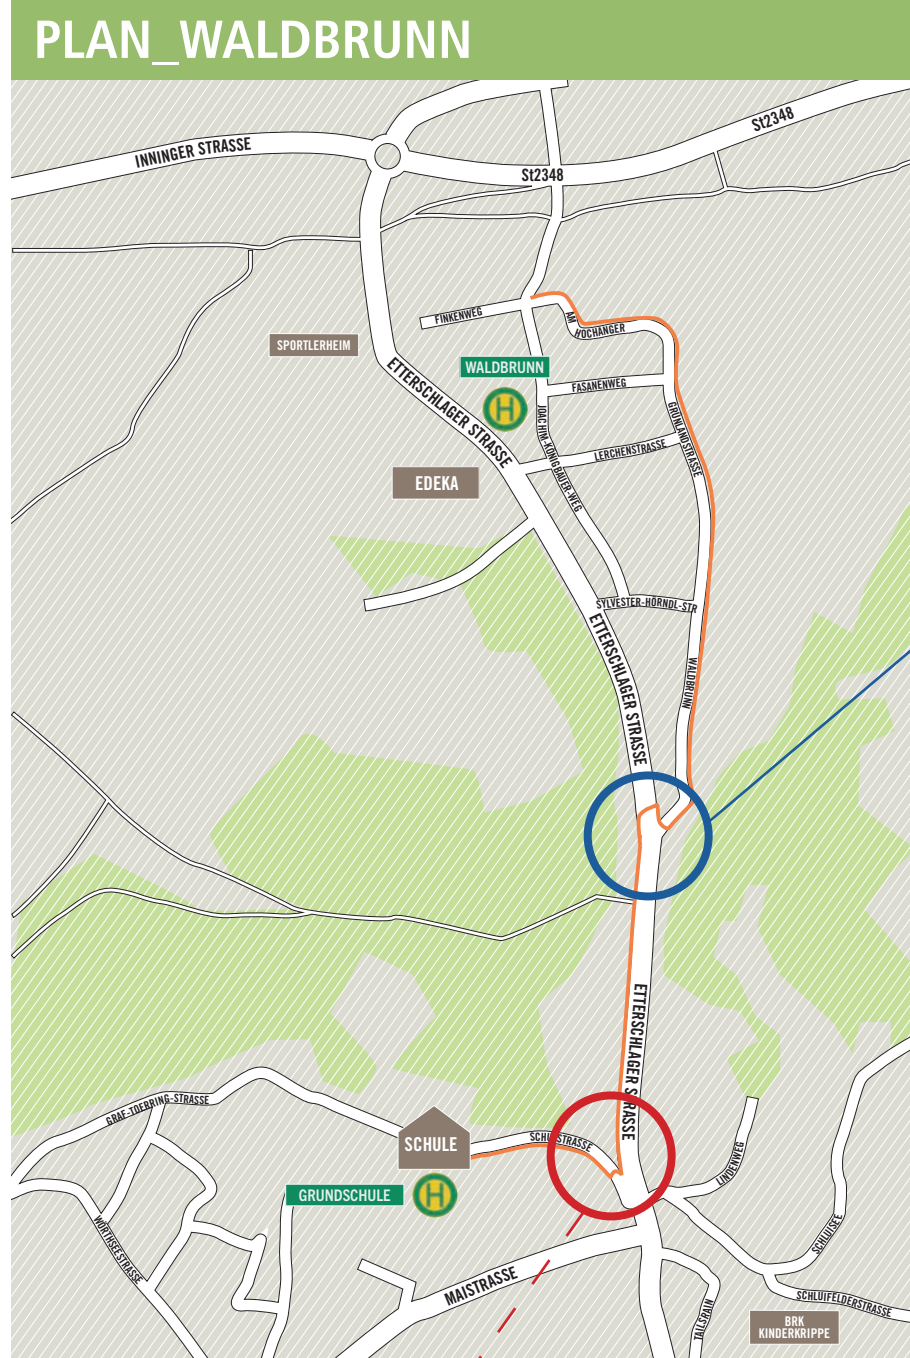 PLAN_WALDBRUNN
St2348
INNINGER STRASSE
St2348
FINKENWEG
AM
HOCHANGER
SPORTLERHEIM
WALDBRUNN
H
FASANENWEG
ETTERSCHLAGER STRASSE
JOACHIM-KÖNIGBAUER-WEG
GRÜNLANDSTRASSE
LERCHENSTRASSE
EDEKA
SYLVESTER-HÖRNDL-STR
ETTERSCHLAGER STRASSE
WALDBRUNN
ETTERSCHLAGER STRASSE
GRAF-TOERRING-STRASSE
SCHULE
SCHULSTRASSE
LINDENWEG
GRUNDSCHULE
H
WÖRTHSEESTRASSE
SCHLUISEE
MAISTRASSE
TAILSRAIN
SCHLUIFELDERSTRASSE
BRK
KINDERKRIPPE